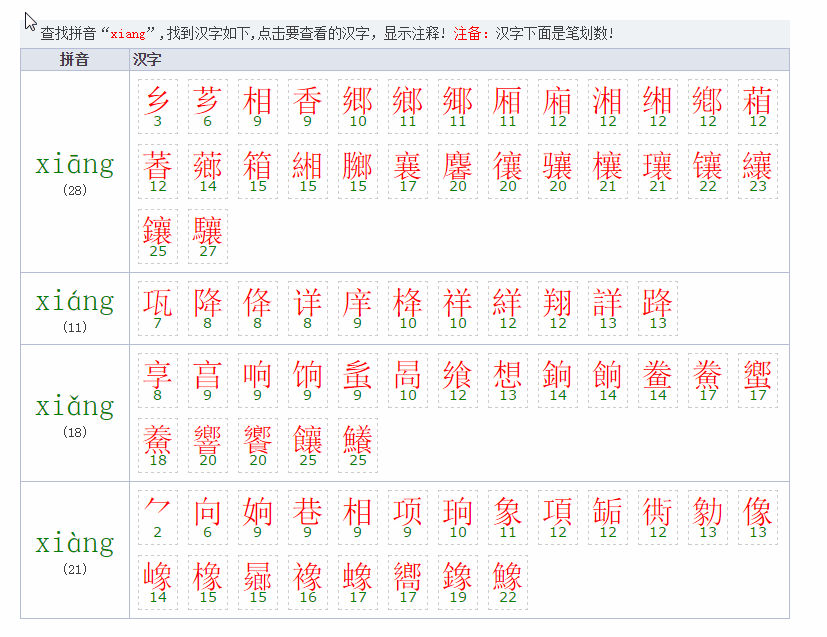 查找拼音“xiang”,找到汉字如下,点击要查看的汉字，显示注释! 注备：汉字下面是笔划数!
拼音 汉字
乡 芗 相 香 郷 鄉 鄊 厢 廂 湘 缃 鄕 葙
3 6 9 9 10 11 11 11 12 12 12 12 12
xiāng
(28)
萫 薌 箱 緗 膷 襄 麘 忀 骧 欀 瓖 镶 纕
12 14 15 15 15 17 20 20 20 21 21 22 23
鑲 驤
25 27
xiáng
(11)
瓨 降 夅 详 庠 栙 祥 絴 翔 詳 跭
7 8 8 8 9 10 10 12 12 13 13
享 亯 响 饷 蚃 晑 飨 想 銄 餉 鲞 鮝 蠁
8 9 9 9 9 10 12 13 14 14 14 17 17
xiǎng
(18)
鯗 響 饗 饟 鱶
18 20 20 25 25
⺈ 向 姠 巷 相 项 珦 象 項 缿 衖 勨 像
2 6 9 9 9 9 10 11 12 12 12 13 13
xiàng
(21)
嶑 橡 曏 襐 蟓 嚮 鐌 鱌
14 15 15 16 17 17 19 22